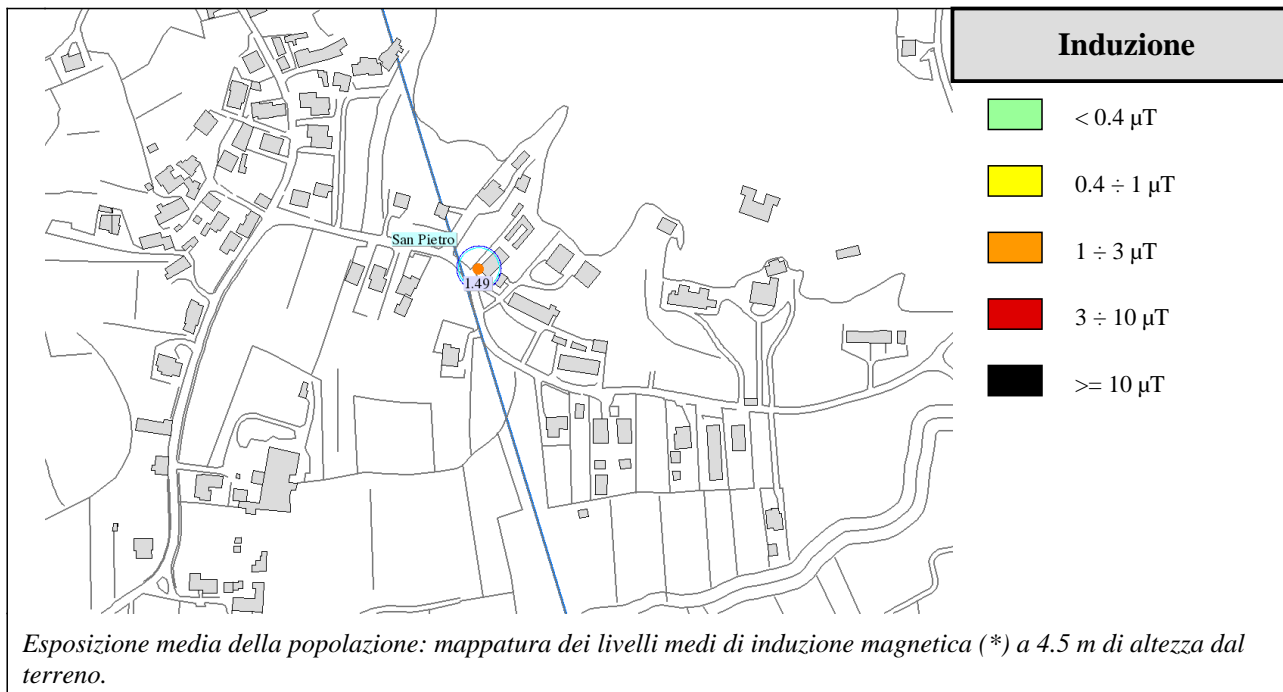 Induzione
< 0.4 µT
0.4 ÷ 1 µT
1 ÷ 3 µT
3 ÷ 10 µT
>= 10 µT
San Pietro
1.49
Esposizione media della popolazione: mappatura dei livelli medi di induzione magnetica (*) a 4.5 m di altezza dal
terreno.